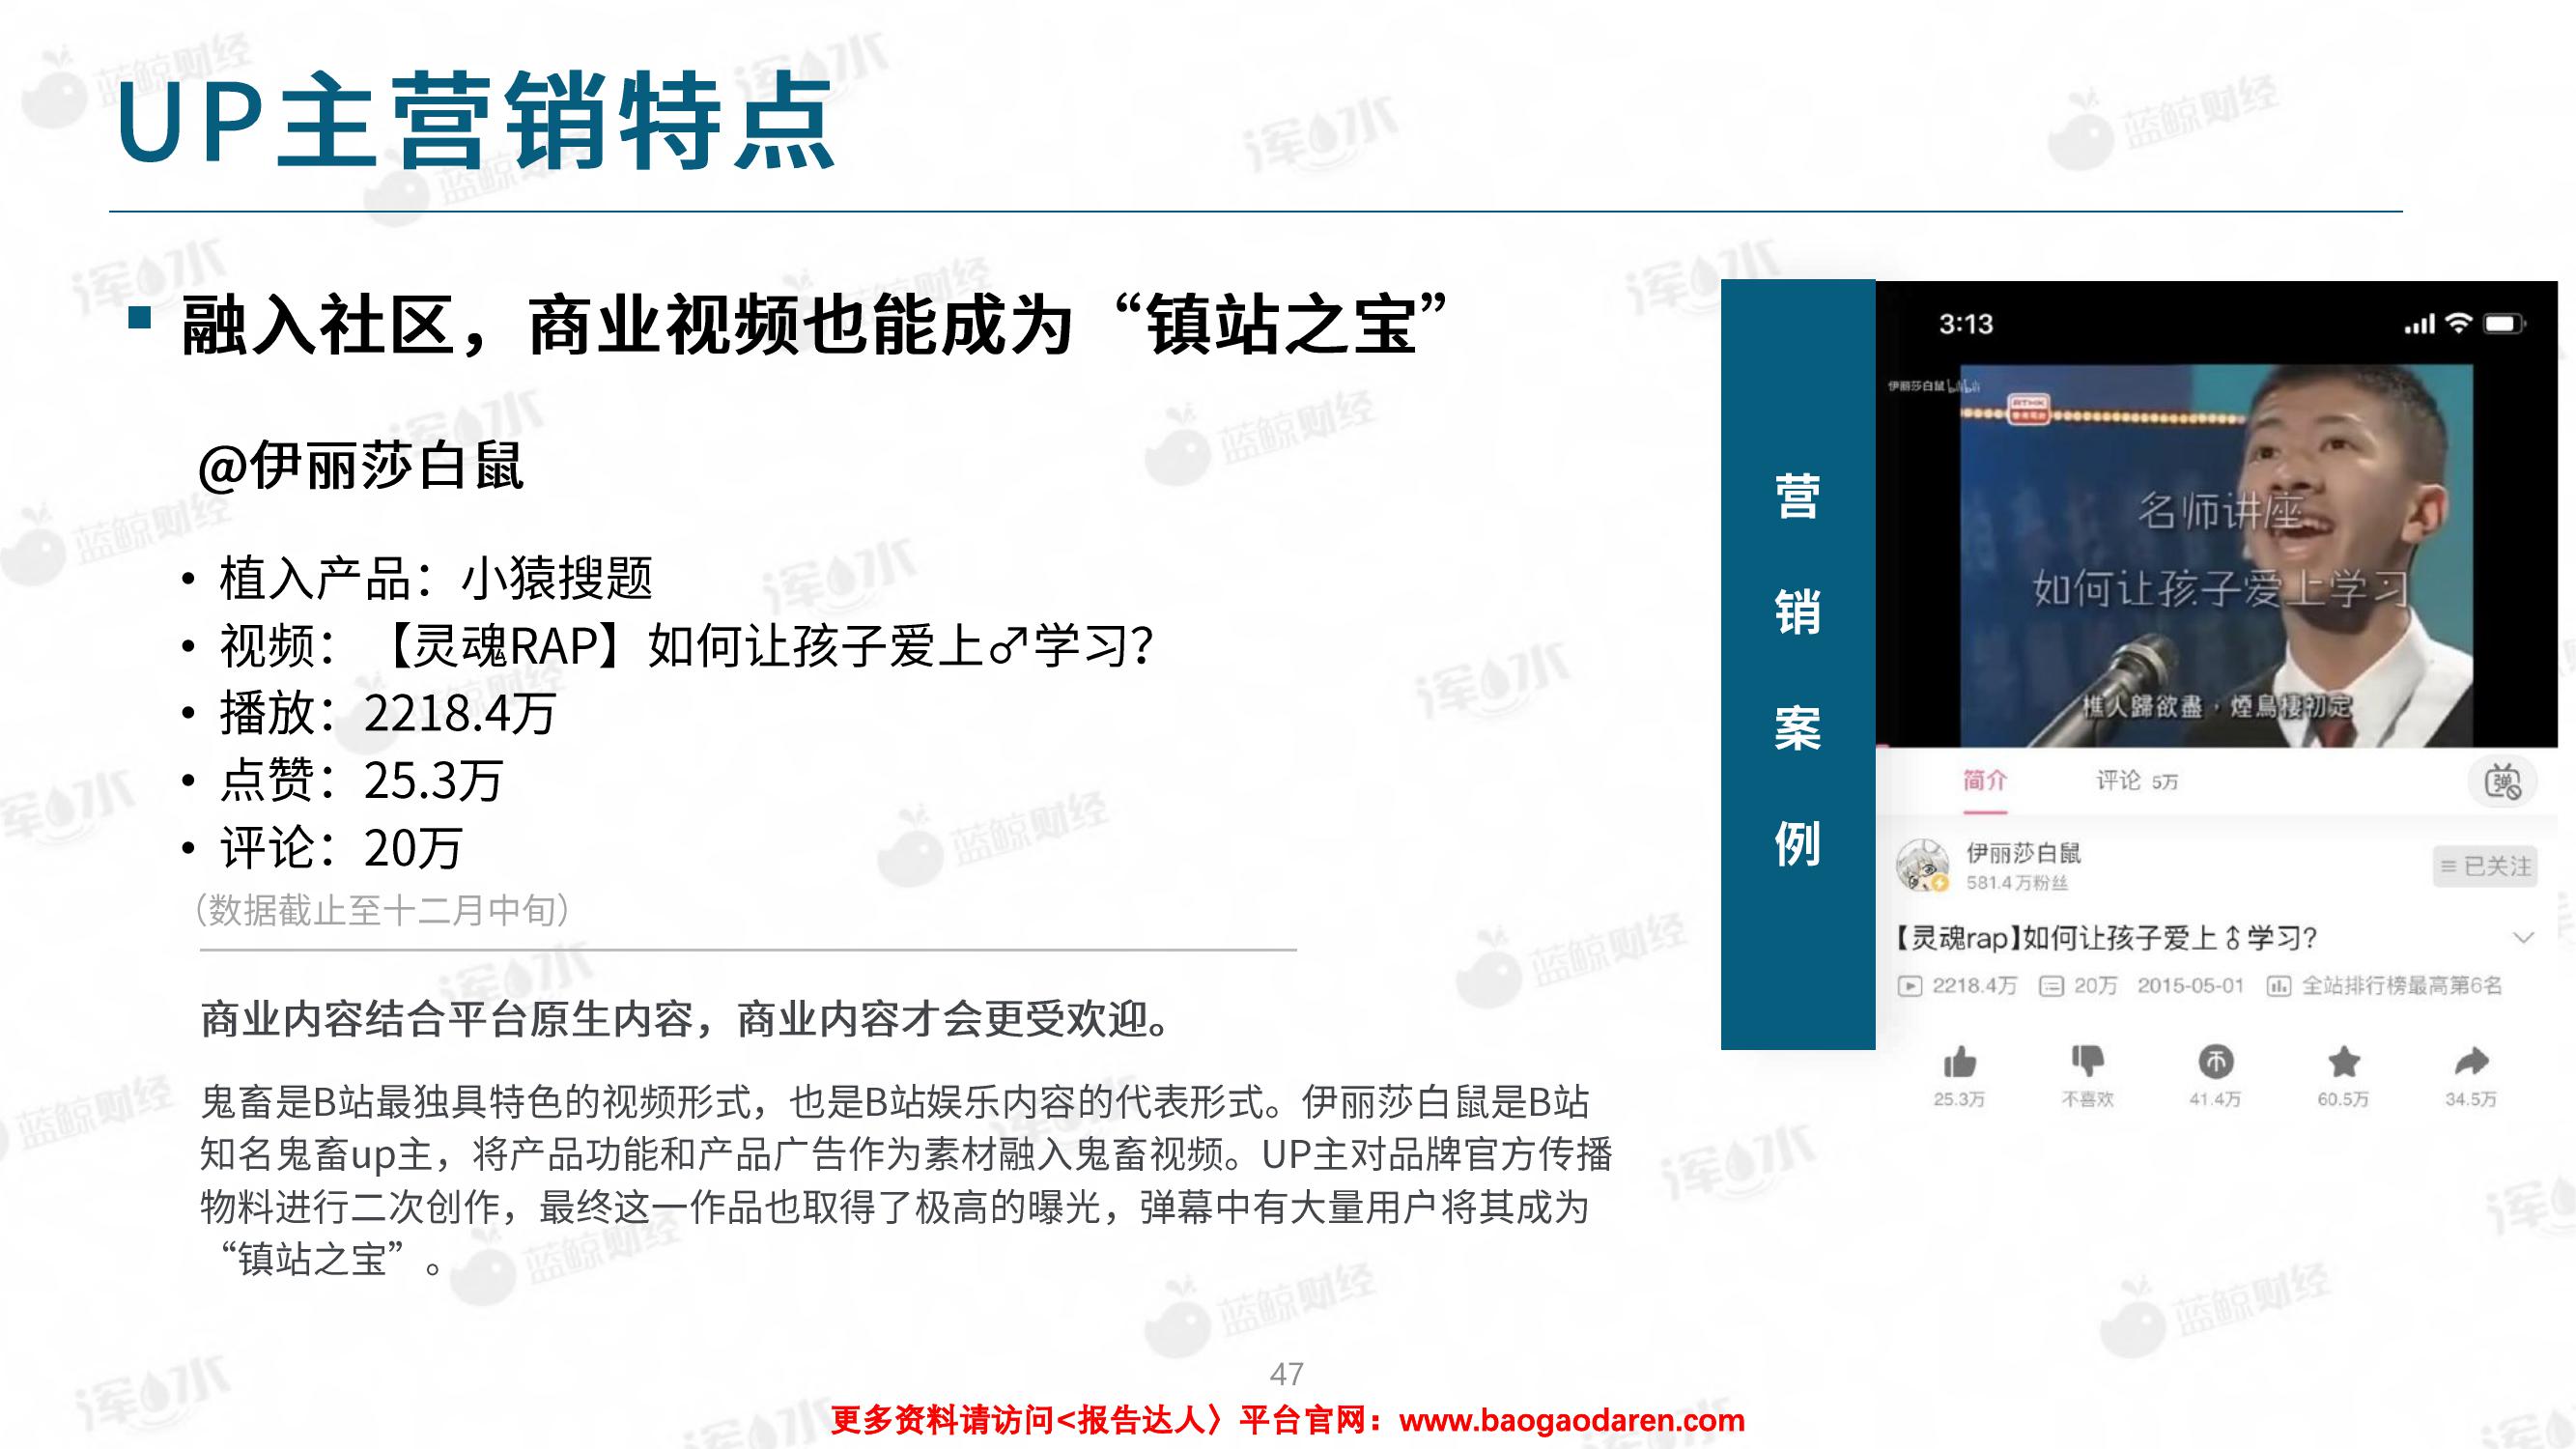 UP主营销特点
融入社区，商业视频也能成为“镇站之宝”
@伊丽莎白鼠
• 植入产品：小猿搜题
• 视频：【灵魂RAP】如何让孩子爱上♂学习？
• 播放：2218.4万
• 点赞：25.3万
• 评论：20万
（数据截止至十二月中旬）
商业内容结合平台原生内容，商业内容才会更受欢迎。
鬼畜是B站最独具特色的视频形式，也是B站娱乐内容的代表形式。伊丽莎白鼠是B站
知名鬼畜up主，将产品功能和产品广告作为素材融入鬼畜视频。UP主对品牌官方传播
物料进行二次创作，最终这一作品也取得了极高的曝光，弹幕中有大量用户将其成为
“镇站之宝”。
营
销
案
例
3:13
伊丽莎白鼠 bilibili
RTHK
名师讲座
如何让孩子爱上学习
樵人歸欲盡，煙鳥棲初定
简介
评论 5万
弹
伊丽莎白鼠
581.4万粉丝
已关注
【灵魂rap】如何让孩子爱上♂学习？
2218.4万 20万 2015-05-01 全站排行榜最高第6名
25.3万 不喜欢 41.4万 60.5万 34.5万
47
更多资料请访问<报告达人〉平台官网：www.baogaodaren.com
蓝鲸财经
浑水